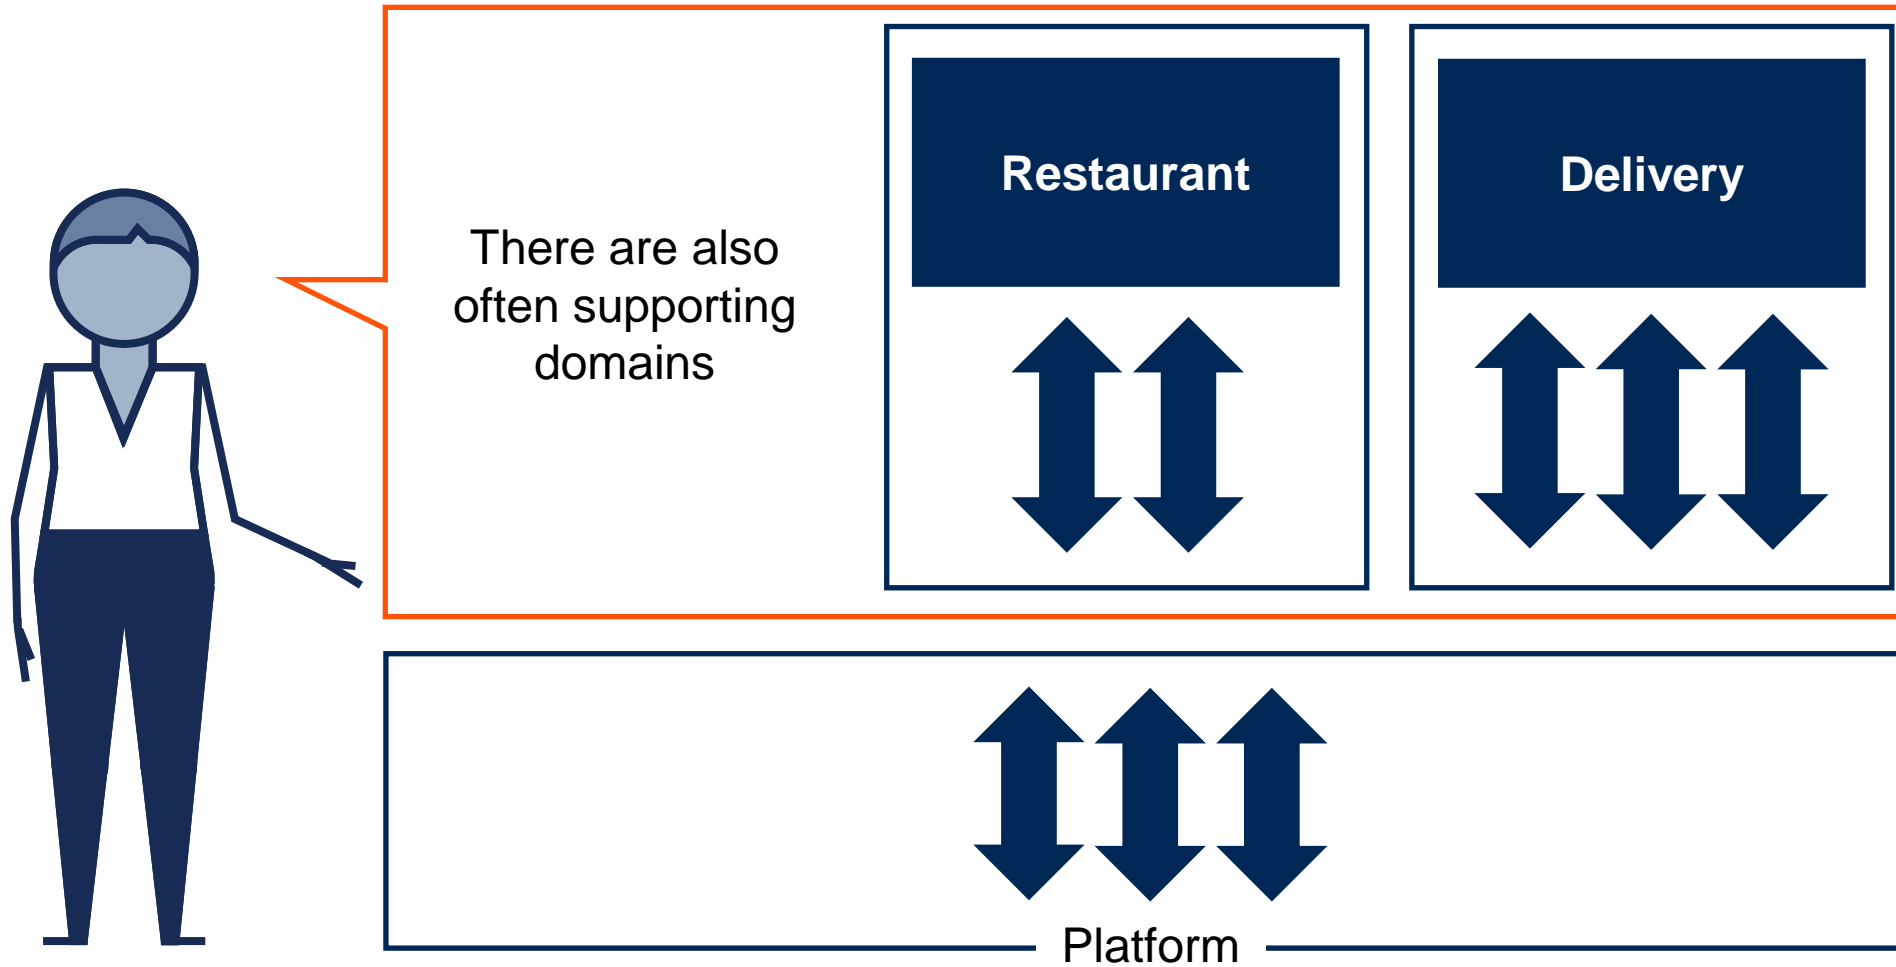 There are also
often supporting
domains
Restaurant
Delivery
Platform